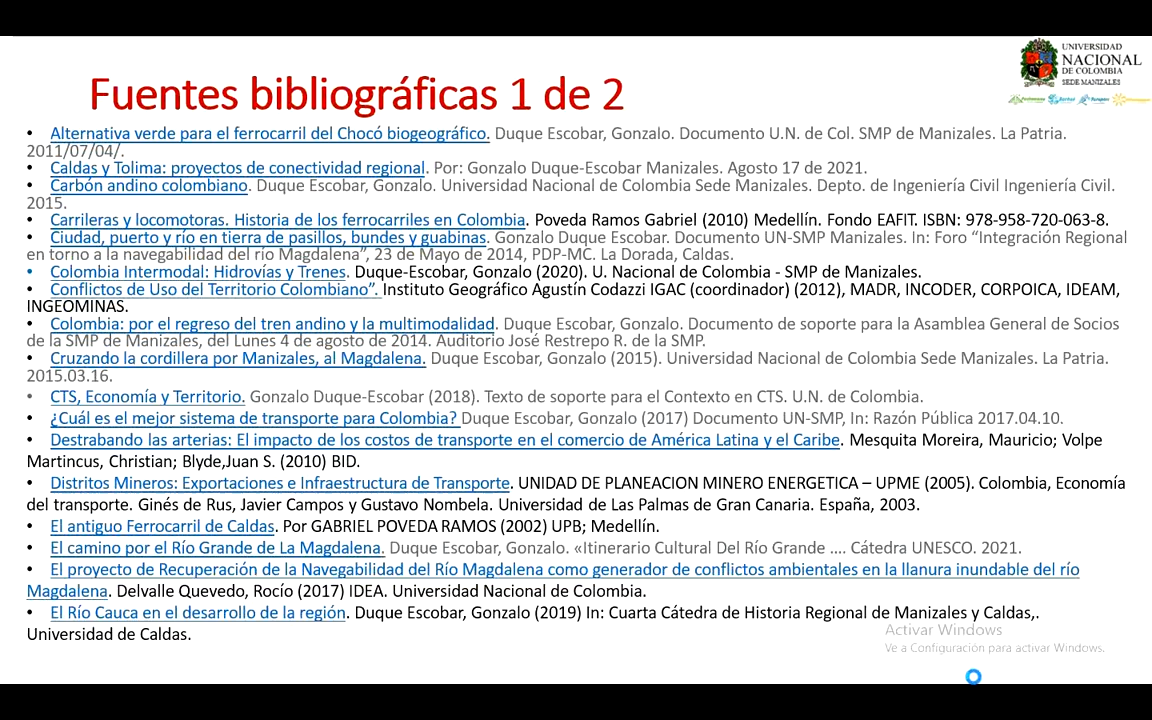 UNIVERSIDAD
NACIONAL
DE COLOMBIA
SEDE MANIZALES
Fuentes bibliográficas 1 de 2
• Alternativa verde para el ferrocarril del Chocó biogeográfico. Duque Escobar, Gonzalo. Documento U.N. de Col. SMP de Manizales. La Patria.
2011/07/04/.
• Caldas y Tolima: proyectos de conectividad regional. Por: Gonzalo Duque-Escobar Manizales. Agosto 17 de 2021.
• Carbón andino colombiano. Duque Escobar, Gonzalo. Universidad Nacional de Colombia Sede Manizales. Depto. de Ingeniería Civil Ingeniería Civil.
2015.
• Carrileras y locomotoras. Historia de los ferrocarriles en Colombia. Poveda Ramos Gabriel (2010) Medellín. Fondo EAFIT. ISBN: 978-958-720-063-8.
• Ciudad, puerto y río en tierra de pasillos, bundes y guabinas. Gonzalo Duque Escobar. Documento UN-SMP Manizales. In: Foro “Integración Regional
en torno a la navegabilidad del río Magdalena”, 23 de Mayo de 2014, PDP-MC. La Dorada, Caldas.
• Colombia Intermodal: Hidrovías y Trenes. Duque-Escobar, Gonzalo (2020). U. Nacional de Colombia - SMP de Manizales.
• Conflictos de Uso del Territorio Colombiano”. Instituto Geográfico Agustín Codazzi IGAC (coordinador) (2012), MADR, INCODER, CORPOICA, IDEAM,
INGEOMINAS.
• Colombia: por el regreso del tren andino y la multimodalidad. Duque Escobar, Gonzalo. Documento de soporte para la Asamblea General de Socios
de la SMP de Manizales, del Lunes 4 de agosto de 2014. Auditorio José Restrepo R. de la SMP.
• Cruzando la cordillera por Manizales, al Magdalena. Duque Escobar, Gonzalo (2015). Universidad Nacional de Colombia Sede Manizales. La Patria.
2015.03.16.
• CTS, Economía y Territorio. Gonzalo Duque-Escobar (2018). Texto de soporte para el Contexto en CTS. U.N. de Colombia.
• ¿Cuál es el mejor sistema de transporte para Colombia? Duque Escobar, Gonzalo (2017) Documento UN-SMP, In: Razón Pública 2017.04.10.
• Destrabando las arterias: El impacto de los costos de transporte en el comercio de América Latina y el Caribe. Mesquita Moreira, Mauricio; Volpe
Martincus, Christian; Blyde,Juan S. (2010) BID.
• Distritos Mineros: Exportaciones e Infraestructura de Transporte. UNIDAD DE PLANEACION MINERO ENERGETICA – UPME (2005). Colombia, Economía
del transporte. Ginés de Rus, Javier Campos y Gustavo Nombela. Universidad de Las Palmas de Gran Canaria. España, 2003.
• El antiguo Ferrocarril de Caldas. Por GABRIEL POVEDA RAMOS (2002) UPB; Medellín.
• El camino por el Río Grande de La Magdalena. Duque Escobar, Gonzalo. «Itinerario Cultural Del Río Grande .... Cátedra UNESCO. 2021.
• El proyecto de Recuperación de la Navegabilidad del Río Magdalena como generador de conflictos ambientales en la llanura inundable del río
Magdalena. Delvalle Quevedo, Rocío (2017) IDEA. Universidad Nacional de Colombia.
• El Río Cauca en el desarrollo de la región. Duque Escobar, Gonzalo (2019) In: Cuarta Cátedra de Historia Regional de Manizales y Caldas,.
Universidad de Caldas.
Activar Windows
Ve a Configuración para activar Windows.